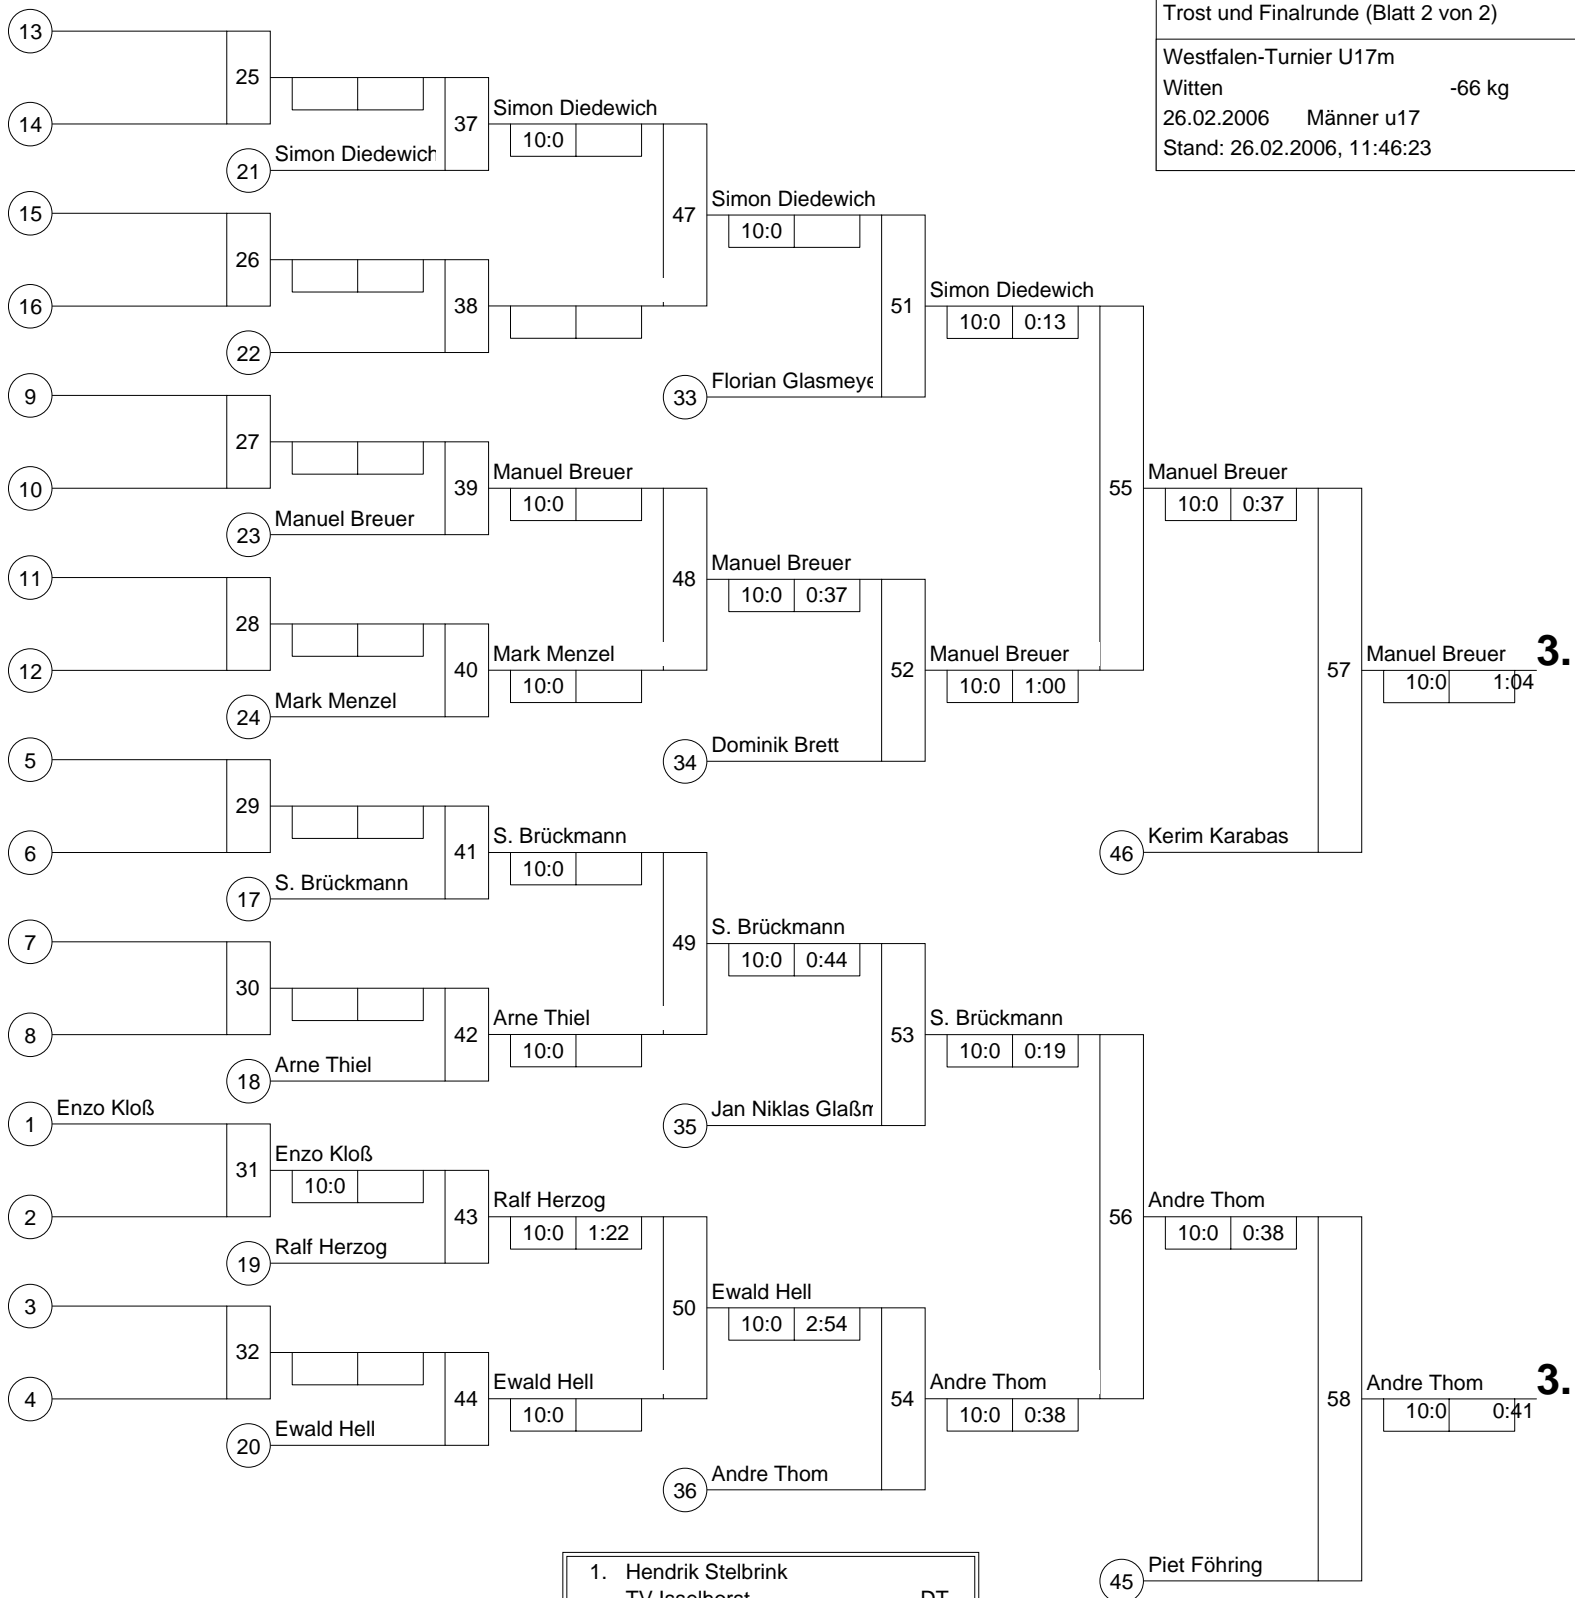 Trost und Finalrunde (Blatt 2 von 2)
Westfalen-Turnier U17m
Witten -66 kg
26.02.2006 Männer u17
Stand: 26.02.2006, 11:46:23
13
25
14
37
Simon Diedewich
10:0
21
Simon Diedewich
15
47
Simon Diedewich
10:0
26
16
38
22
51
Simon Diedewich
10:0 0:13
33
Florian Glasmeye
9
27
10
39
Manuel Breuer
10:0
23
Manuel Breuer
55
Manuel Breuer
10:0 0:37
11
48
Manuel Breuer
10:0 0:37
28
12
40
Mark Menzel
10:0
24
Mark Menzel
52
Manuel Breuer
10:0 1:00
57
Manuel Breuer 3.
10:0 1:04
34
Dominik Brett
5
29
6
41
S. Brückmann
10:0
17
S. Brückmann
46
Kerim Karabas
7
49
S. Brückmann
10:0 0:44
30
8
42
Arne Thiel
10:0
18
Arne Thiel
53
S. Brückmann
10:0 0:19
35
Jan Niklas Glaßm
1
Enzo Kloß
31
Enzo Kloß
10:0
2
43
Ralf Herzog
10:0 1:22
19
Ralf Herzog
56
Andre Thom
10:0 0:38
3
50
Ewald Hell
10:0 2:54
32
4
44
Ewald Hell
10:0
20
Ewald Hell
54
Andre Thom
10:0 0:38
58
Andre Thom 3.
10:0 0:41
36
Andre Thom
45
Piet Föhring
1. Hendrik Stelbrink
TV Isselhorst DT